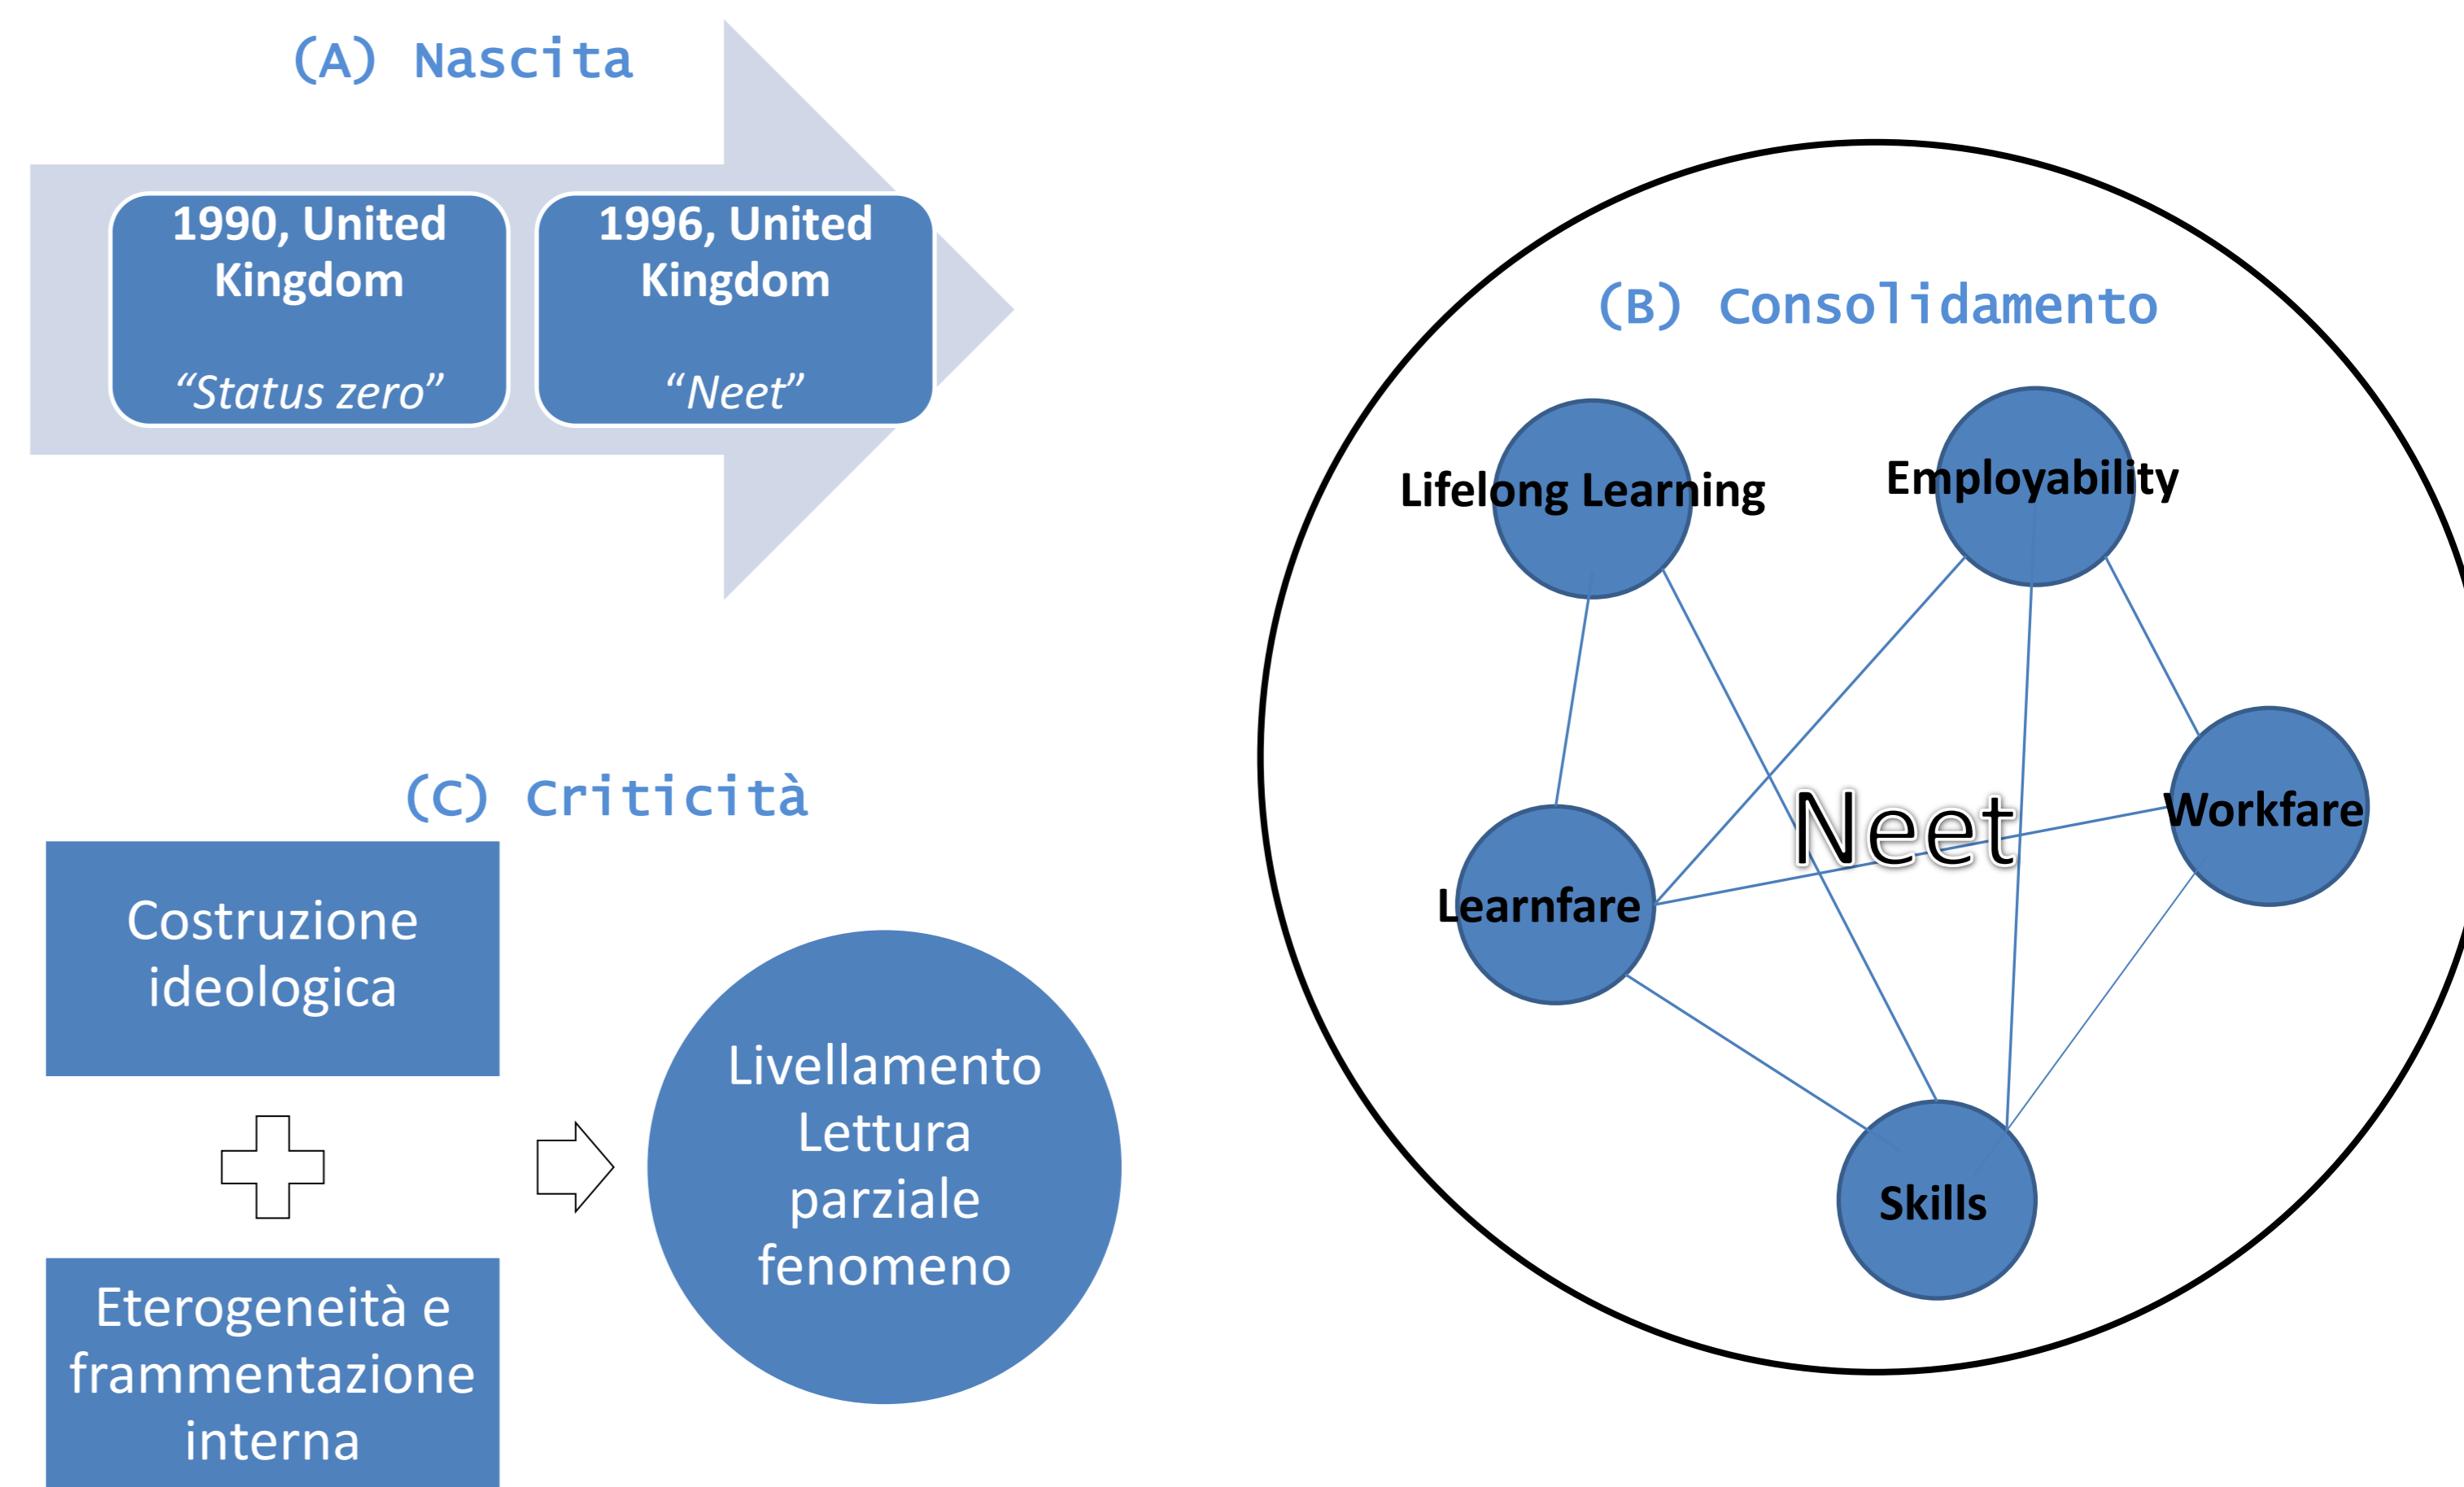 (A) Nascita
1990, United
Kingdom
“Status zero”
1996, United
Kingdom
“Neet”
(B) Consolidamento
Lifelong Learning
Employability
Neet
Workfare
Learnfare
Skills
(C) Criticità
Costruzione
ideologica
Eterogeneità e
frammentazione
interna
Livellamento
Lettura
parziale
fenomeno